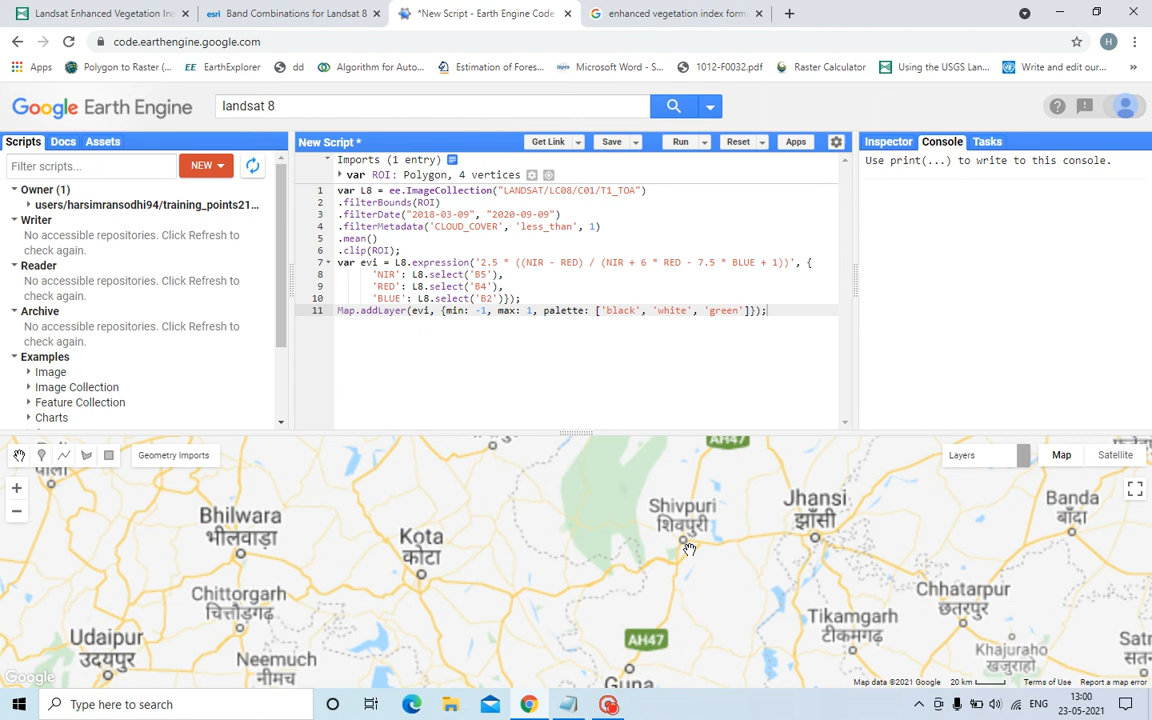 Landsat Enhanced Vegetation Inc
esri Band Combinations for Landsat 8
*New Script - Earth Engine Code
enhanced vegetation index form
code.earthengine.google.com
H
Apps
Polygon to Raster (...
EE EarthExplorer
dd
Algorithm for Auto...
Estimation of Fores...
Microsoft Word - S...
1012-F0032.pdf
Raster Calculator
Using the USGS Lan...
Write and edit our...
»
Google Earth Engine
landsat 8
Scripts Docs Assets
Filter scripts...
NEW
Owner (1)
users/harsimransodhi94/training_points21...
Writer
No accessible repositories. Click Refresh to
check again.
Reader
No accessible repositories. Click Refresh to
check again.
Archive
No accessible repositories. Click Refresh to
check again.
Examples
Image
Image Collection
Feature Collection
Charts
New Script *
Get Link
Save
Run
Reset
Apps
Imports (1 entry)
var ROI: Polygon, 4 vertices
1 var L8 = ee.ImageCollection("LANDSAT/LC08/C01/T1_TOA")
2 .filterBounds(ROI)
3 .filterDate("2018-03-09", "2020-09-09")
4 .filterMetadata('CLOUD_COVER', 'less_than', 1)
5 .mean()
6 .clip(ROI);
7 var evi = L8.expression('2.5 * ((NIR - RED) / (NIR + 6 * RED - 7.5 * BLUE + 1))', {
8 'NIR': L8.select('B5'),
9 'RED': L8.select('B4'),
10 'BLUE': L8.select('B2')});
11 Map.addLayer(evi, {min: -1, max: 1, palette: ['black', 'white', 'green']});
Inspector Console Tasks
Use print(...) to write to this console.
Geometry Imports
Layers
Map
Satellite
पाली
AH47
Bhilwara
भीलवाड़ा
Kota
कोटा
Shivpuri
शिवपुरी
Jhansi
झाँसी
Banda
बाँदा
Chittorgarh
चित्तौड़गढ़
Chhatarpur
छतरपुर
Udaipur
उदयपुर
Neemuch
नीमच
AH47
Guna
Tikamgarh
टीकमगढ़
Khajuraho
खजुराहो
Satr
सतन
Google
Map data ©2021 Google
20 km
Terms of Use
Report a map error
Type here to search
ENG
13:00
23-05-2021